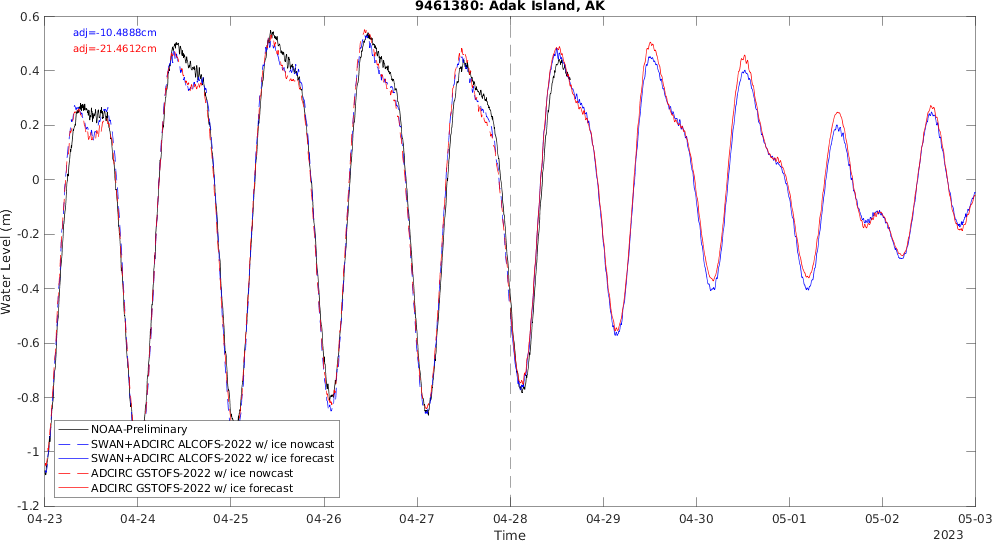 9461380: Adak Island, AK
adj=-10.4888cm
adj=-21.4612cm
Water Level (m)
0.6
0.4
0.2
0
-0.2
-0.4
-0.6
-0.8
-1
-1.2
NOAA-Preliminary
SWAN+ADCIRC ALCOFS-2022 w/ ice nowcast
SWAN+ADCIRC ALCOFS-2022 w/ ice forecast
ADCIRC GSTOFS-2022 w/ ice nowcast
ADCIRC GSTOFS-2022 w/ ice forecast
04-23 04-24 04-25 04-26 04-27 04-28 04-29 04-30 05-01 05-02 05-03
Time
2023